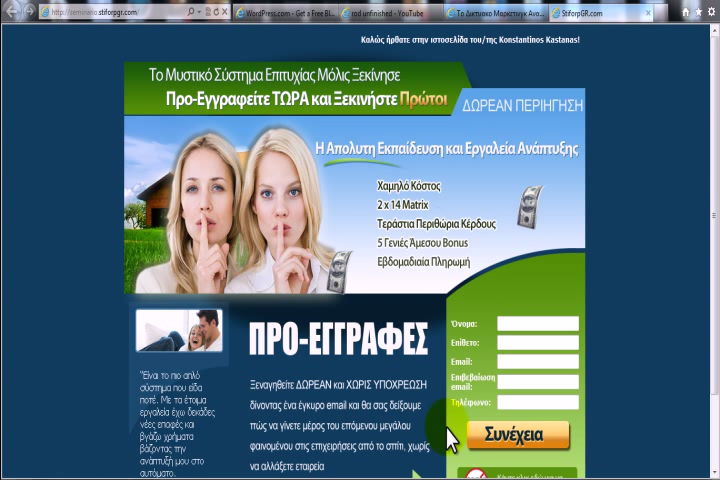 http://seminario.stiforpgr.com/
WordPress.com - Get a Free Bl...
rod unfinished - YouTube
Το Δικτυακο Μαρκετινγκ Ανο...
StiforpGR.com
Καλώς ήρθατε στην ιστοσελίδα του/της Konstantinos Kastanas!
Το Μυστικό Σύστημα Επιτυχίας Μόλις Ξεκίνησε
Προ-Εγγραφείτε ΤΩΡΑ και Ξεκινήστε Πρώτοι
ΔΩΡΕΑΝ ΠΕΡΙΗΓΗΣΗ
Η Απολυτη Εκπαίδευση και Εργαλεία Ανάπτυξης
Χαμηλό Κόστος
2 x 14 Matrix
Τεράστια Περιθώρια Κέρδους
5 Γενιές Άμεσου Bonus
Εβδομαδιαία Πληρωμή
"Είναι το πιο απλό
σύστημα που είδα
ποτέ. Με τα έτοιμα
εργαλεία έχω δεκάδες
νέες επαφές και
βγάζω χρήματα
βάζοντας την
ανάπτυξή μου στο
αυτόματο.
ΠΡΟ-ΕΓΓΡΑΦΕΣ
Ξεναγηθείτε ΔΩΡΕΑΝ και ΧΩΡΙΣ ΥΠΟΧΡΕΩΣΗ
δίνοντας ένα έγκυρο email και θα σας δείξουμε
πώς να γίνετε μέρος του επόμενου μεγάλου
φαινομένου στις επιχειρήσεις από το σπίτι, χωρίς
να αλλάξετε εταιρεία
Όνομα:
Επίθετο:
Email:
Επιβεβαίωση
email:
Τηλέφωνο:
Συνέχεια